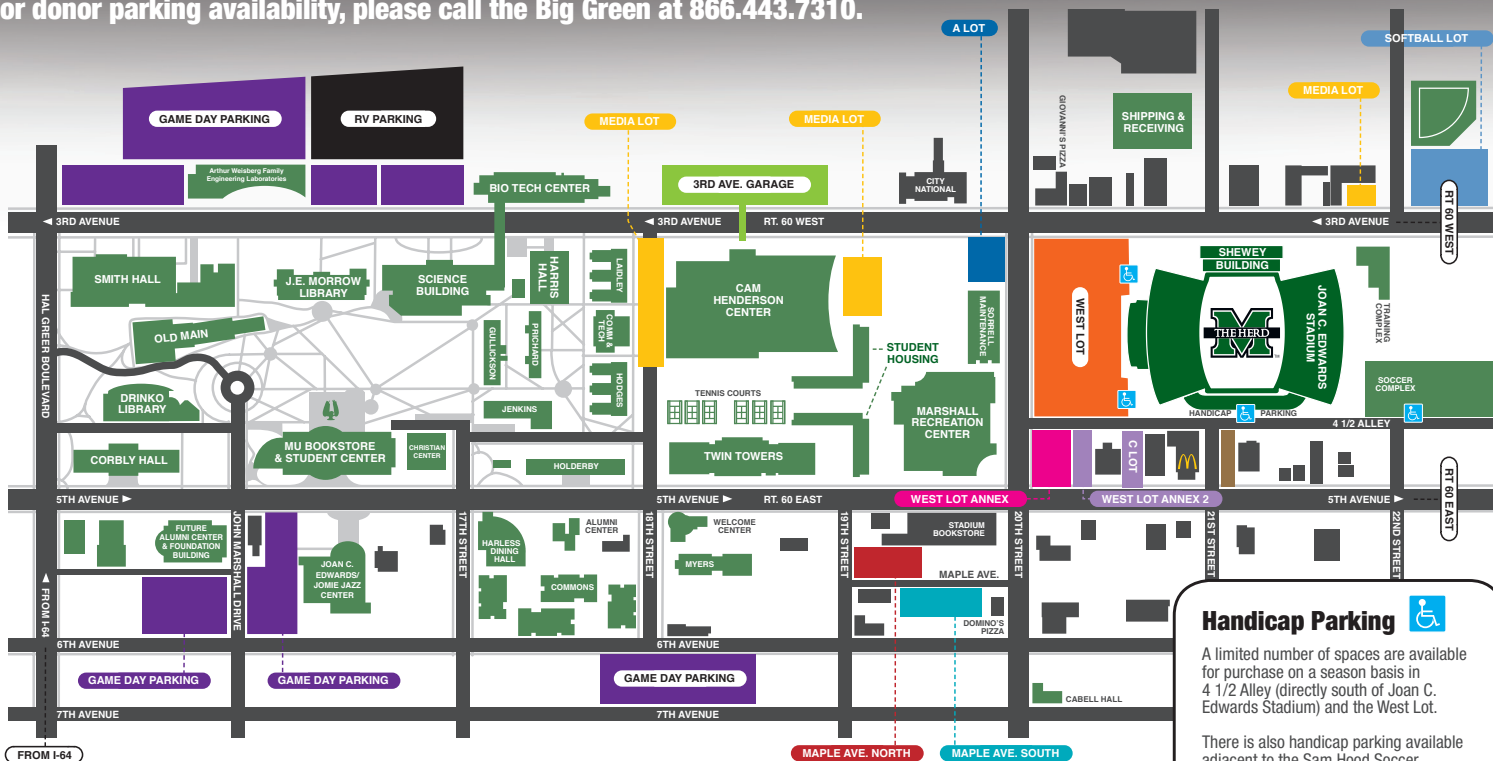 or donor parking availability, please call the Big Green at 866.443.7310.
A LOT
SOFTBALL LOT
MEDIA LOT
GAME DAY PARKING
RV PARKING
MEDIA LOT
MEDIA LOT
GIOVANNI'S PIZZA
SHIPPING &
RECEIVING
Arthur Weisberg Family
Engineering Laboratories
BIO TECH CENTER
3RD AVE. GARAGE
CITY
NATIONAL
3RD AVENUE
3RD AVENUE
RT. 60 WEST
3RD AVENUE
RT 60 WEST
SMITH HALL
J.E. MORROW
LIBRARY
SCIENCE
BUILDING
HARRIS
HALL
LAIDLEY
CAM
HENDERSON
CENTER
SORRELL
MAINTENANCE
WEST LOT
SHEWEY
BUILDING
THE HERD
TM
JOAN C. EDWARDS
STADIUM
TRAINING
COMPLEX
HAL GREER BOULEVARD
OLD MAIN
GULLICKSON
PRICHARD
COMM &
TECH
STUDENT
HOUSING
DRINKO
LIBRARY
HODGES
JENKINS
TENNIS COURTS
MARSHALL
RECREATION
CENTER
SOCCER
COMPLEX
HANDICAP
PARKING
4 1/2 ALLEY
CORBLY HALL
MU BOOKSTORE
& STUDENT CENTER
CHRISTIAN
CENTER
HOLDERBY
TWIN TOWERS
C LOT
5TH AVENUE
5TH AVENUE
RT. 60 EAST
WEST LOT ANNEX
WEST LOT ANNEX 2
5TH AVENUE
RT 60 EAST
FUTURE
ALUMNI CENTER
& FOUNDATION
BUILDING
JOHN MARSHALL DRIVE
JOAN C.
EDWARDS/
JOMIE JAZZ
CENTER
17TH STREET
HARLESS
DINING
HALL
ALUMNI
CENTER
COMMONS
18TH STREET
WELCOME
CENTER
MYERS
19TH STREET
STADIUM
BOOKSTORE
MAPLE AVE.
DOMINO'S
PIZZA
20TH STREET
21ST STREET
22ND STREET
FROM I-64
6TH AVENUE
6TH AVENUE
GAME DAY PARKING
GAME DAY PARKING
GAME DAY PARKING
CABELL HALL
7TH AVENUE
7TH AVENUE
FROM I-64
MAPLE AVE. NORTH
MAPLE AVE. SOUTH
Handicap Parking
A limited number of spaces are available
for purchase on a season basis in
4 1/2 Alley (directly south of Joan C.
Edwards Stadium) and the West Lot.
There is also handicap parking available
adjacent to the Sam Hood Soccer